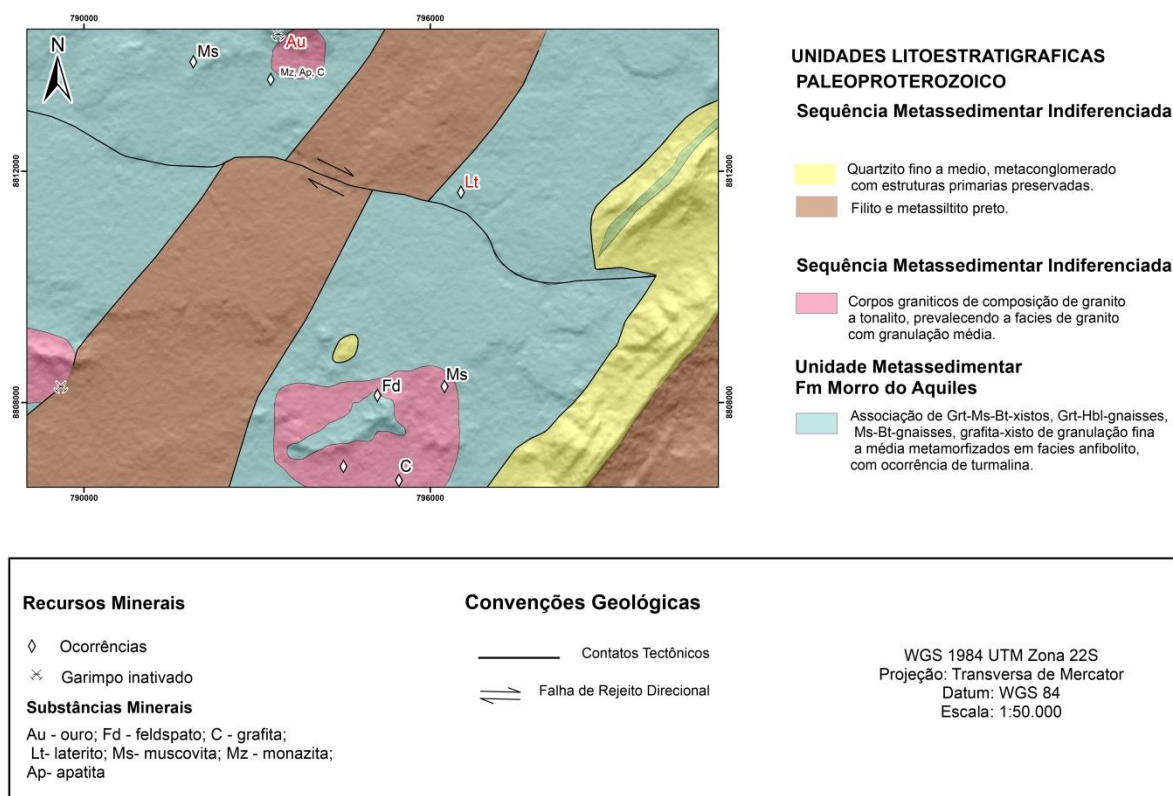 790000
796000
N
Ms
Au
Mz, Ap, C
8812000
8812000
Lt
Fd
Ms
8808000
8808000
C
790000
796000
UNIDADES LITOESTRATIGRAFICAS
PALEOPROTEROZOICO
Sequência Metassedimentar Indiferenciada
Quartzito fino a medio, metaconglomerado
com estruturas primarias preservadas.
Filito e metassiltito preto.
Sequência Metassedimentar Indiferenciada
Corpos graniticos de composição de granito
a tonalito, prevalecendo a facies de granito
com granulação média.
Unidade Metassedimentar
Fm Morro do Aquiles
Associação de Grt-Ms-Bt-xistos, Grt-Hbl-gnaisses,
Ms-Bt-gnaisses, grafita-xisto de granulação fina
a média metamorfizados em facies anfibolito,
com ocorrência de turmalina.
Recursos Minerais
Ocorrências
Garimpo inativado
Substâncias Minerais
Au - ouro; Fd - feldspato; C - grafita;
Lt- laterito; Ms- muscovita; Mz - monazita;
Ap- apatita
Convenções Geológicas
Contatos Tectônicos
Falha de Rejeito Direcional
WGS 1984 UTM Zona 22S
Projeção: Transversa de Mercator
Datum: WGS 84
Escala: 1:50.000